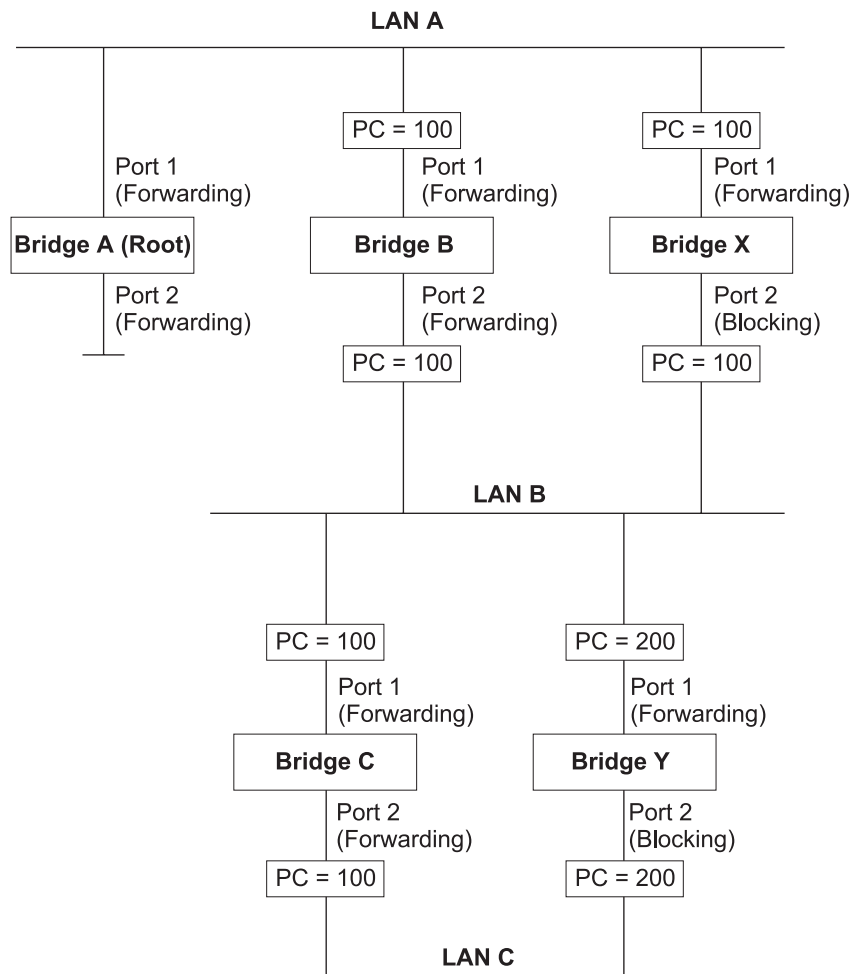 LAN A
PC = 100
PC = 100
Port 1
(Forwarding)
Port 1
(Forwarding)
Port 1
(Forwarding)
Bridge A (Root)
Bridge B
Bridge X
Port 2
(Forwarding)
Port 2
(Forwarding)
Port 2
(Blocking)
PC = 100
PC = 100
LAN B
PC = 100
PC = 200
Port 1
(Forwarding)
Port 1
(Forwarding)
Bridge C
Bridge Y
Port 2
(Forwarding)
Port 2
(Blocking)
PC = 100
PC = 200
LAN C